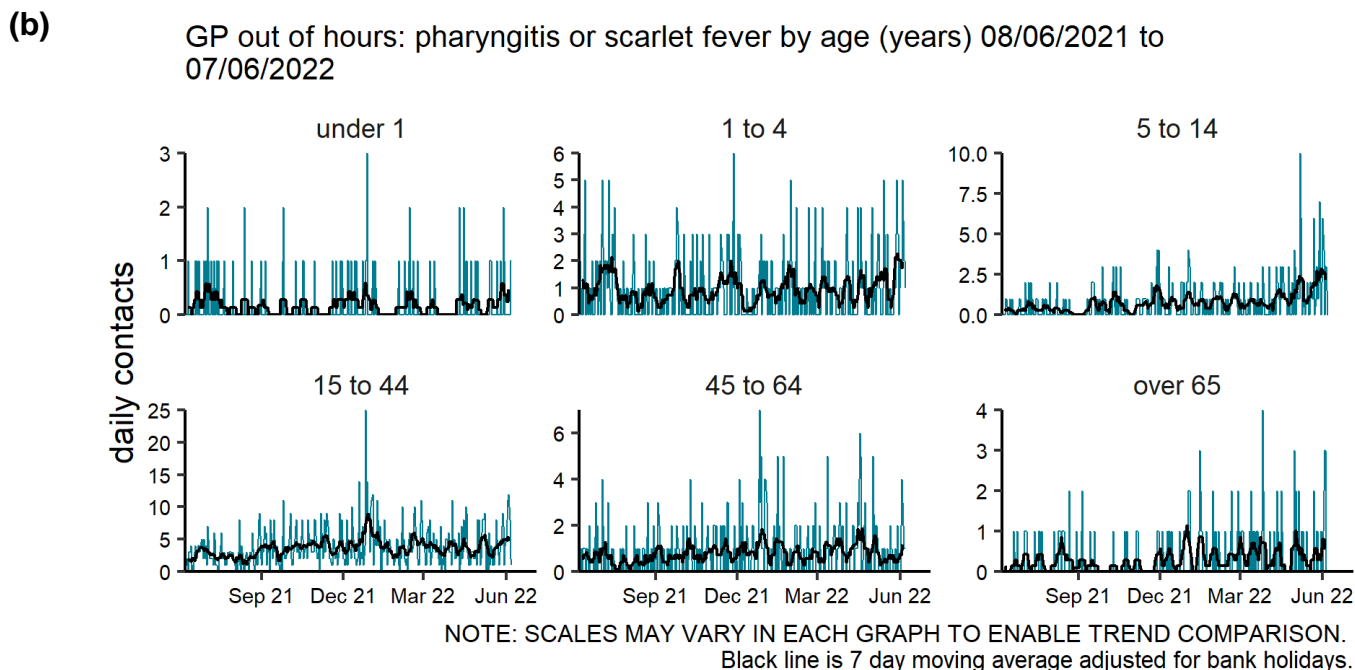 (b)
GP out of hours: pharyngitis or scarlet fever by age (years) 08/06/2021 to
07/06/2022
daily contacts
under 1
3
2
1
0
1 to 4
6
5
4
3
2
1
0
5 to 14
10.0
7.5
5.0
2.5
0.0
15 to 44
25
20
15
10
5
0
Sep 21 Dec 21 Mar 22 Jun 22
45 to 64
6
4
2
0
Sep 21 Dec 21 Mar 22 Jun 22
over 65
4
3
2
1
0
Sep 21 Dec 21 Mar 22 Jun 22
NOTE: SCALES MAY VARY IN EACH GRAPH TO ENABLE TREND COMPARISON.
Black line is 7 day moving average adjusted for bank holidays.